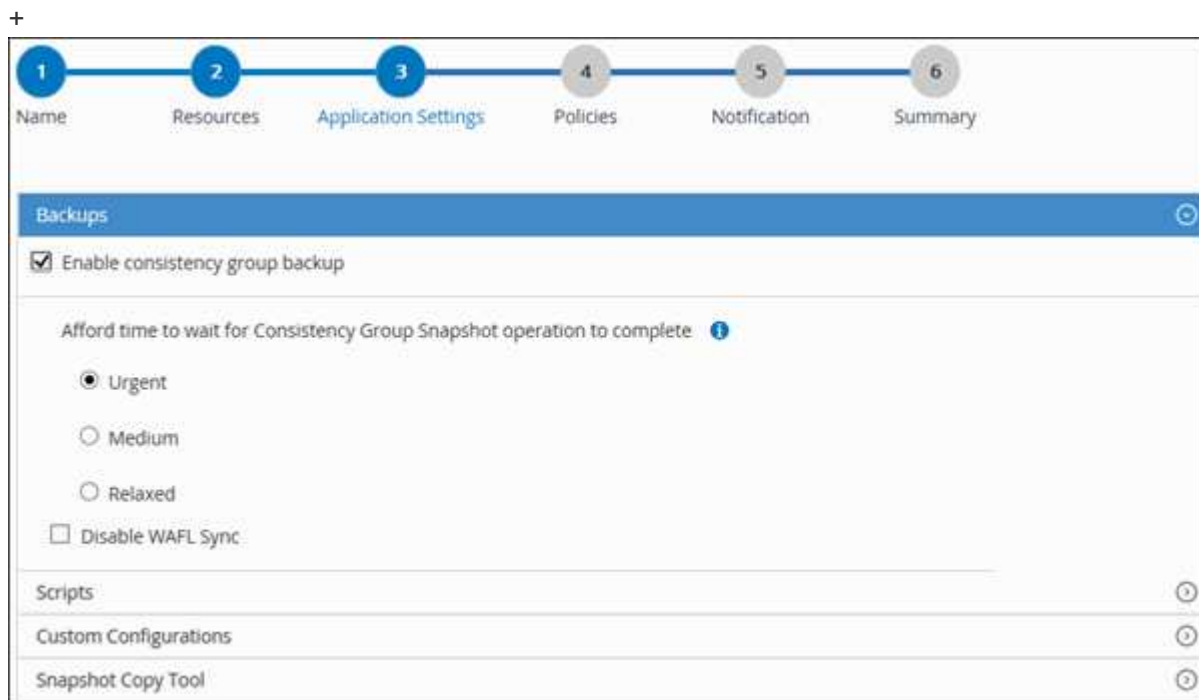 +
1 2 3 4 5 6
Name Resources Application Settings Policies Notification Summary
Backups
Enable consistency group backup
Afford time to wait for Consistency Group Snapshot operation to complete
Urgent
Medium
Relaxed
Disable WAFL Sync
Scripts
Custom Configurations
Snapshot Copy Tool